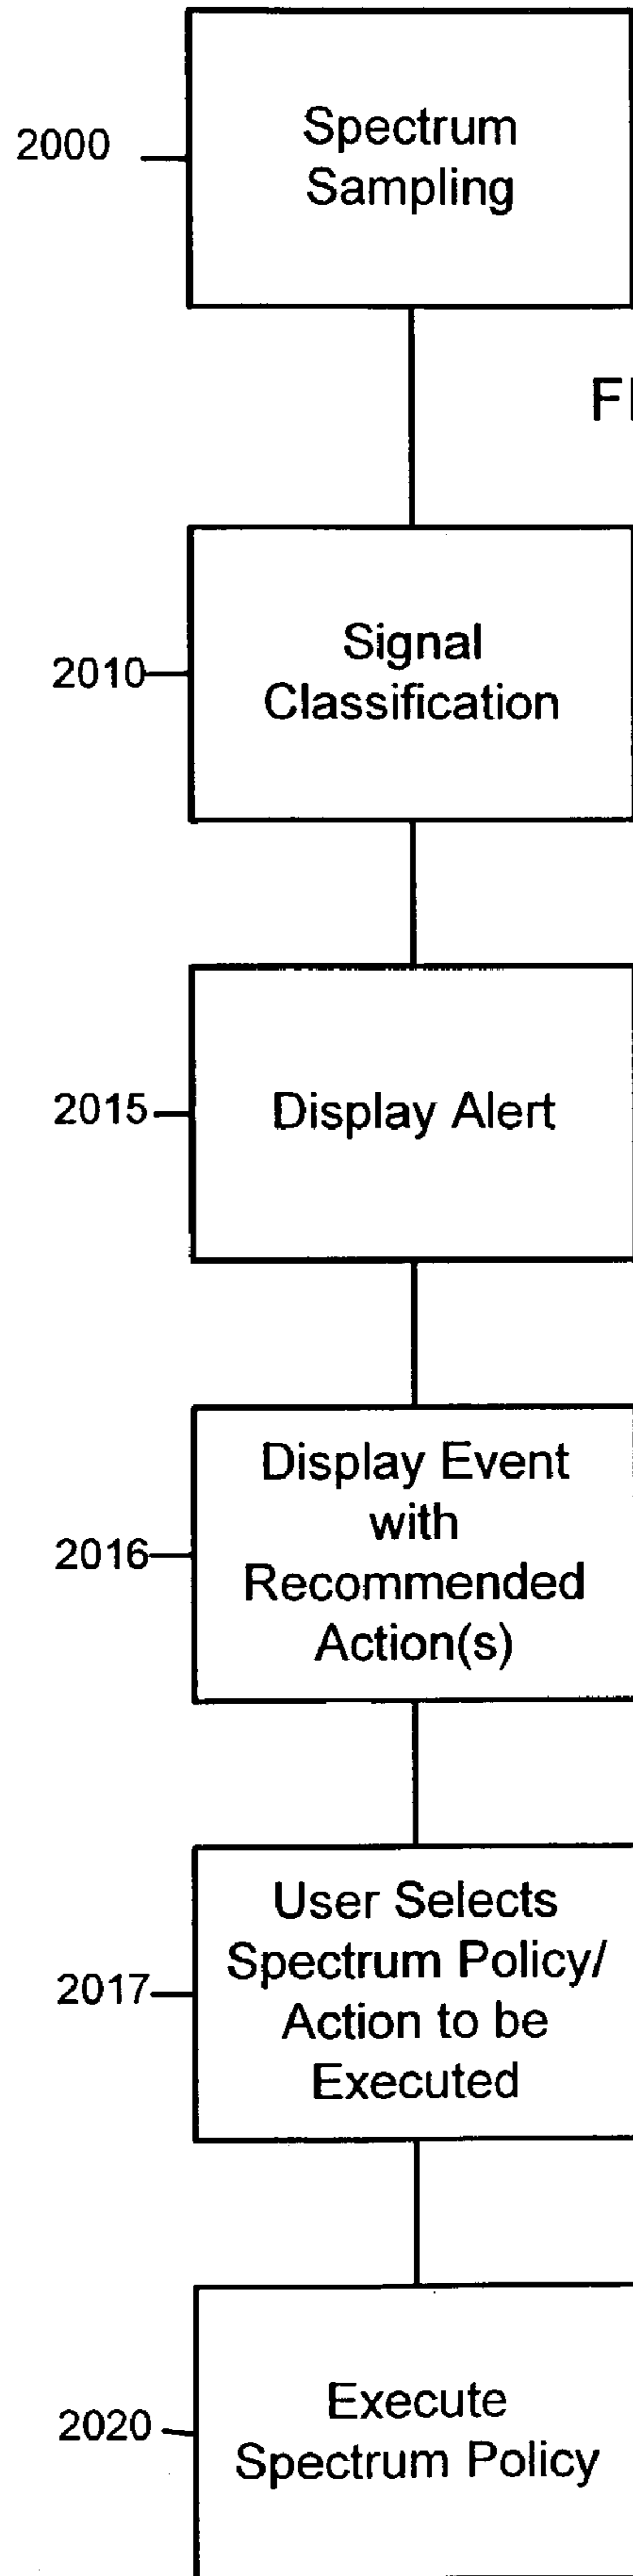 2000
Spectrum
Sampling
FI
2010
Signal
Classification
2015
Display Alert
2016
Display Event
with
Recommended
Action(s)
2017
User Selects
Spectrum Policy/
Action to be
Executed
2020
Execute
Spectrum Policy